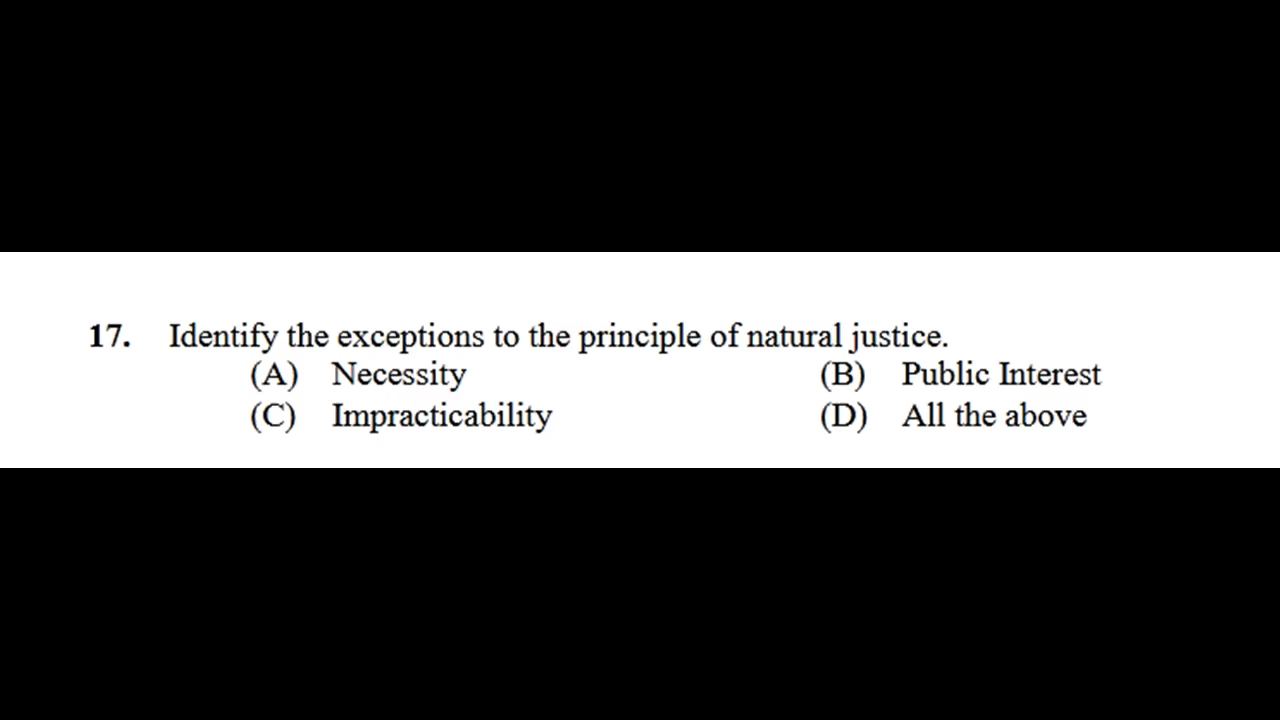 17. Identify the exceptions to the principle of natural justice.
(A) Necessity (B) Public Interest
(C) Impracticability (D) All the above